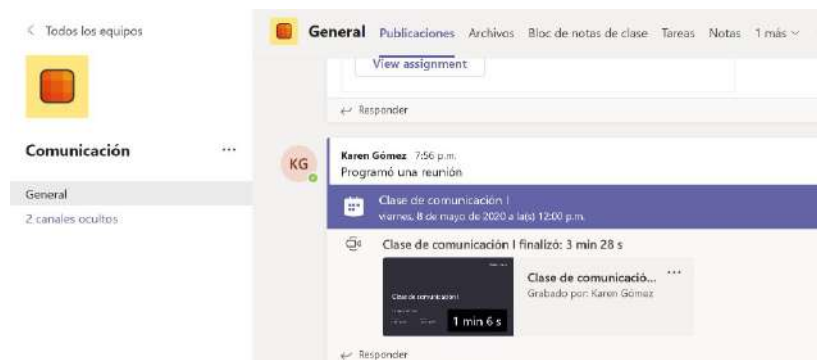 Todos los equipos
Comunicación
General
2 canales ocultos
General Publicaciones Archivos Bloc de notas de clase Tareas Notas 1 más
View assignment
Responder
KG
Karen Gómez 7:56 p.m.
Programó una reunión
Clase de comunicación I
viernes, 8 de mayo de 2020 a la(s) 12:00 p.m.
Clase de comunicación I finalizó: 3 min 28 s
Clase de comunicación I
1 min 6 s
Clase de comunicació...
Grabado por: Karen Gómez
Responder